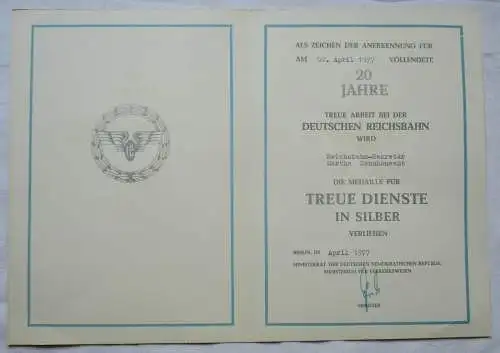 ALS ZEICHEN DER ANERKENNUNG FÜR
AM April 1977 VOLLENDETE
20
JAHRE
TREUE ARBEIT BEI DER
DEUTSCHEN REICHSBAHN
WIRD
Reichsbahn-Sekretär
DIE MEDAILLE FÜR
TREUE DIENSTE
IN SILBER
VERLIEHEN
BERLIN, IM April 1977
MINISTERRAT DER DEUTSCHEN DEMOKRATISCHEN REPUBLIK
MINISTERIUM FÜR VERKEHRSWESEN
MINISTER